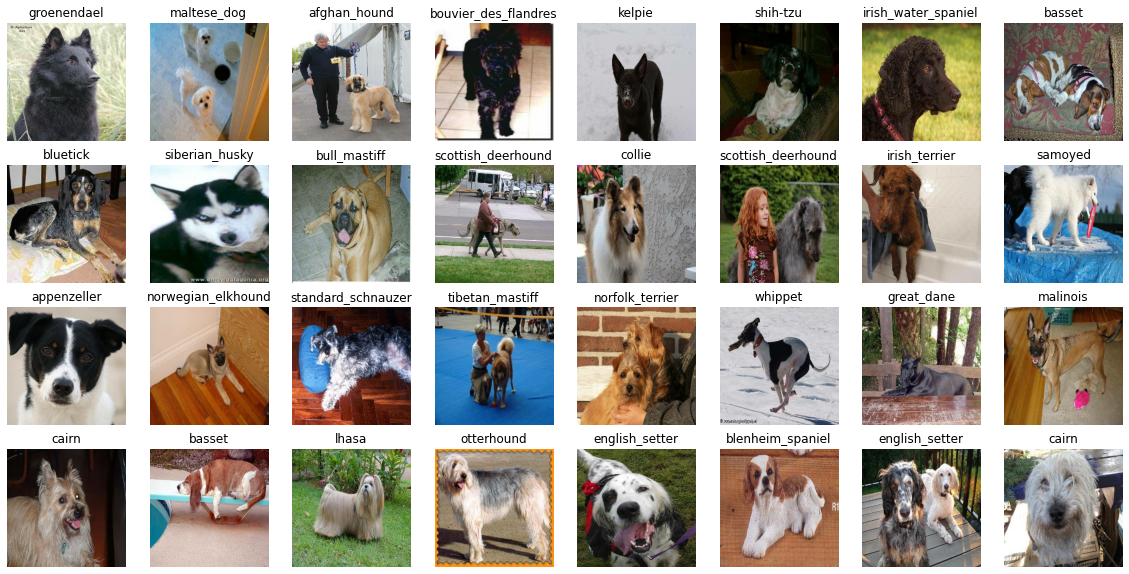 groenendael maltese_dog afghan_hound bouvier_des_flandres kelpie shih-tzu irish_water_spaniel basset
bluetick siberian_husky bull_mastiff scottish_deerhound collie scottish_deerhound irish_terrier samoyed
appenzeller norwegian_elkhound standard_schnauzer tibetan_mastiff norfolk_terrier whippet great_dane malinois
cairn basset lhasa otterhound english_setter blenheim_spaniel english_setter cairn